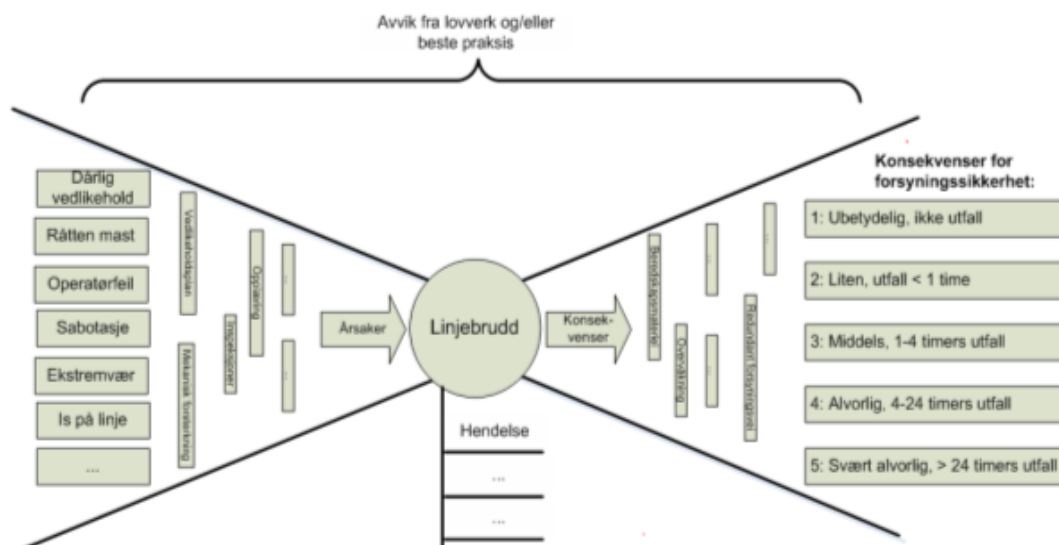 Avvik fra lovverk og/eller
beste praksis
Dårlig
vedlikehold
Råtten mast
Operatørfeil
Sabotasje
Ekstremvær
Is på linje
...
Vedlikeholdsplan
Mekanisk forsterkning
Inspeksjoner
Opplæring
...
...
Årsaker
Linjebrudd
Konsek-
venser
Hendelse
...
...
Beredskapsmateriell
Overvåkning
...
...
Redundant forsyningsvei
...
Konsekvenser for
forsyningssikkerhet:
1: Ubetydelig, ikke utfall
2: Liten, utfall < 1 time
3: Middels, 1-4 timers utfall
4: Alvorlig, 4-24 timers utfall
5: Svært alvorlig, > 24 timers utfall